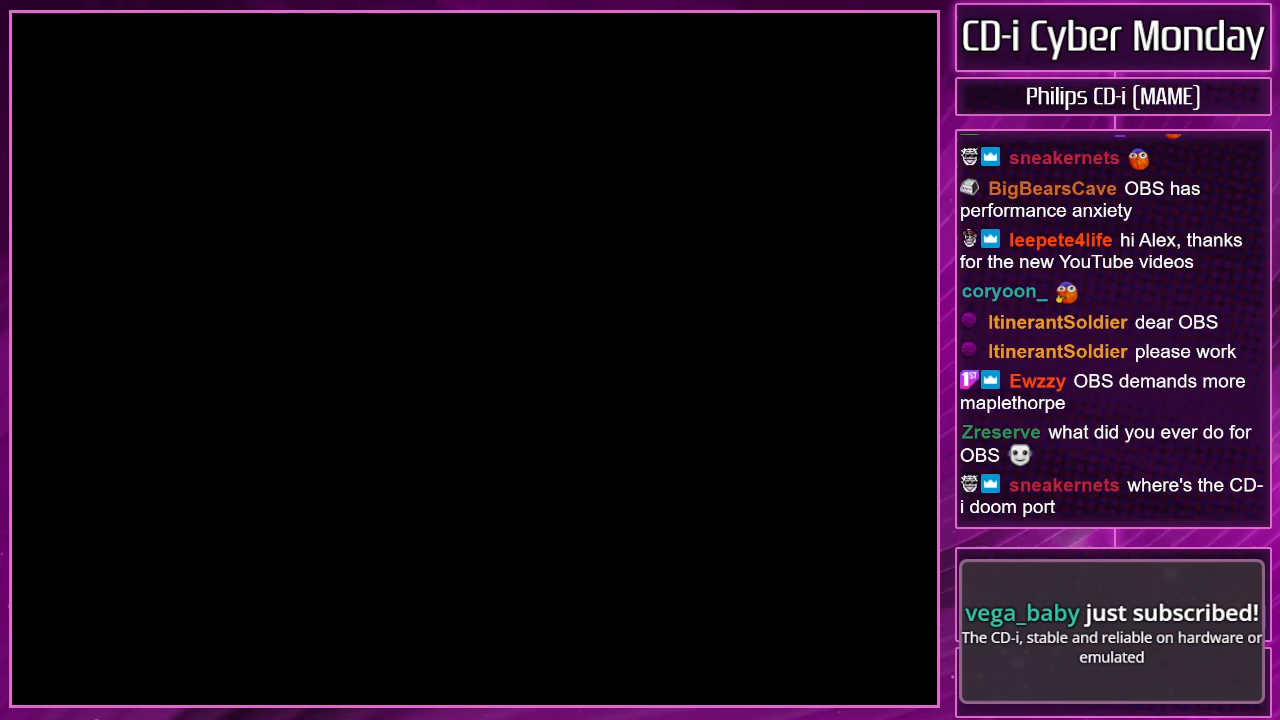 CD-i Cyber Monday
Philips CD-i [MAME]
sneakernets
BigBearsCave OBS has
performance anxiety
leepete4life hi Alex, thanks
for the new YouTube videos
coryoon_
ItinerantSoldier dear OBS
ItinerantSoldier please work
1ST Ewzzy OBS demands more
maplethorpe
Zreserve what did you ever do for
OBS
sneakernets where's the CD-
i doom port
vega_baby just subscribed!
The CD-i, stable and reliable on hardware or
emulated